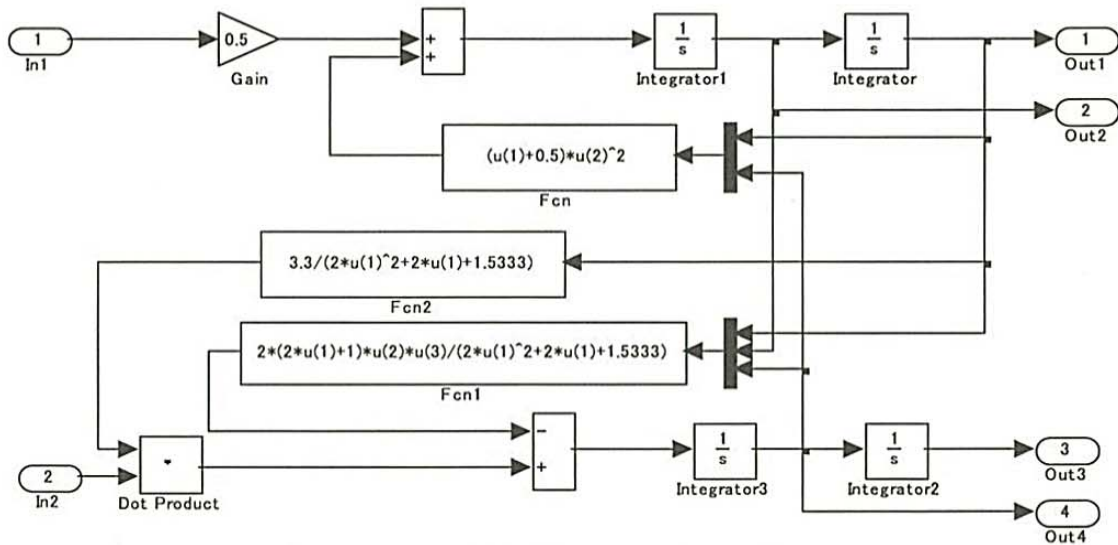 1
In1
0.5
Gain
+
+
1
s
Integrator1
1
s
Integrator
1
Out1
2
Out2
(u(1)+0.5)*u(2)^2
Fcn
3.3/(2*u(1)^2+2*u(1)+1.5333)
Fcn2
2*(2*u(1)+1)*u(2)*u(3)/(2*u(1)^2+2*u(1)+1.5333)
Fcn1
2
In2
Dot Product
−
+
1
s
Integrator3
1
s
Integrator2
3
Out3
4
Out4